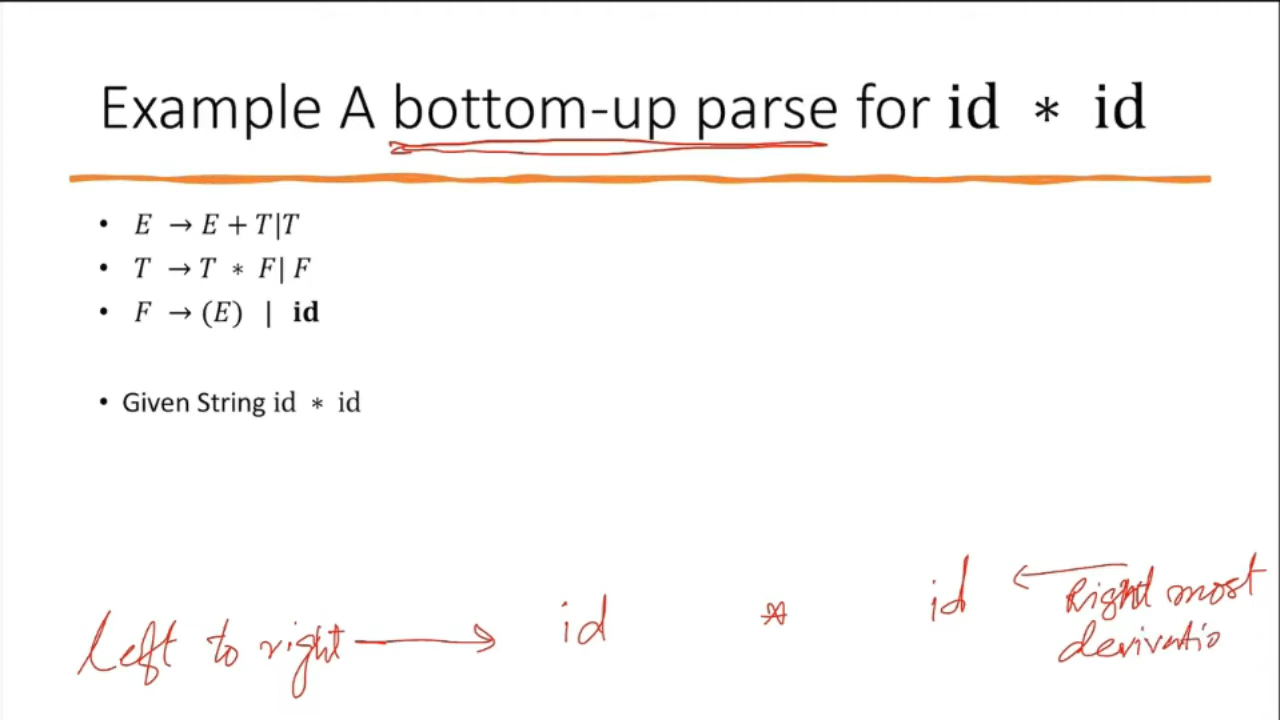 Example A bottom-up parse for id * id
• E → E + T|T
• T → T * F| F
• F → (E) | id
• Given String id * id
left to right → id * id ← Right most
derivatio